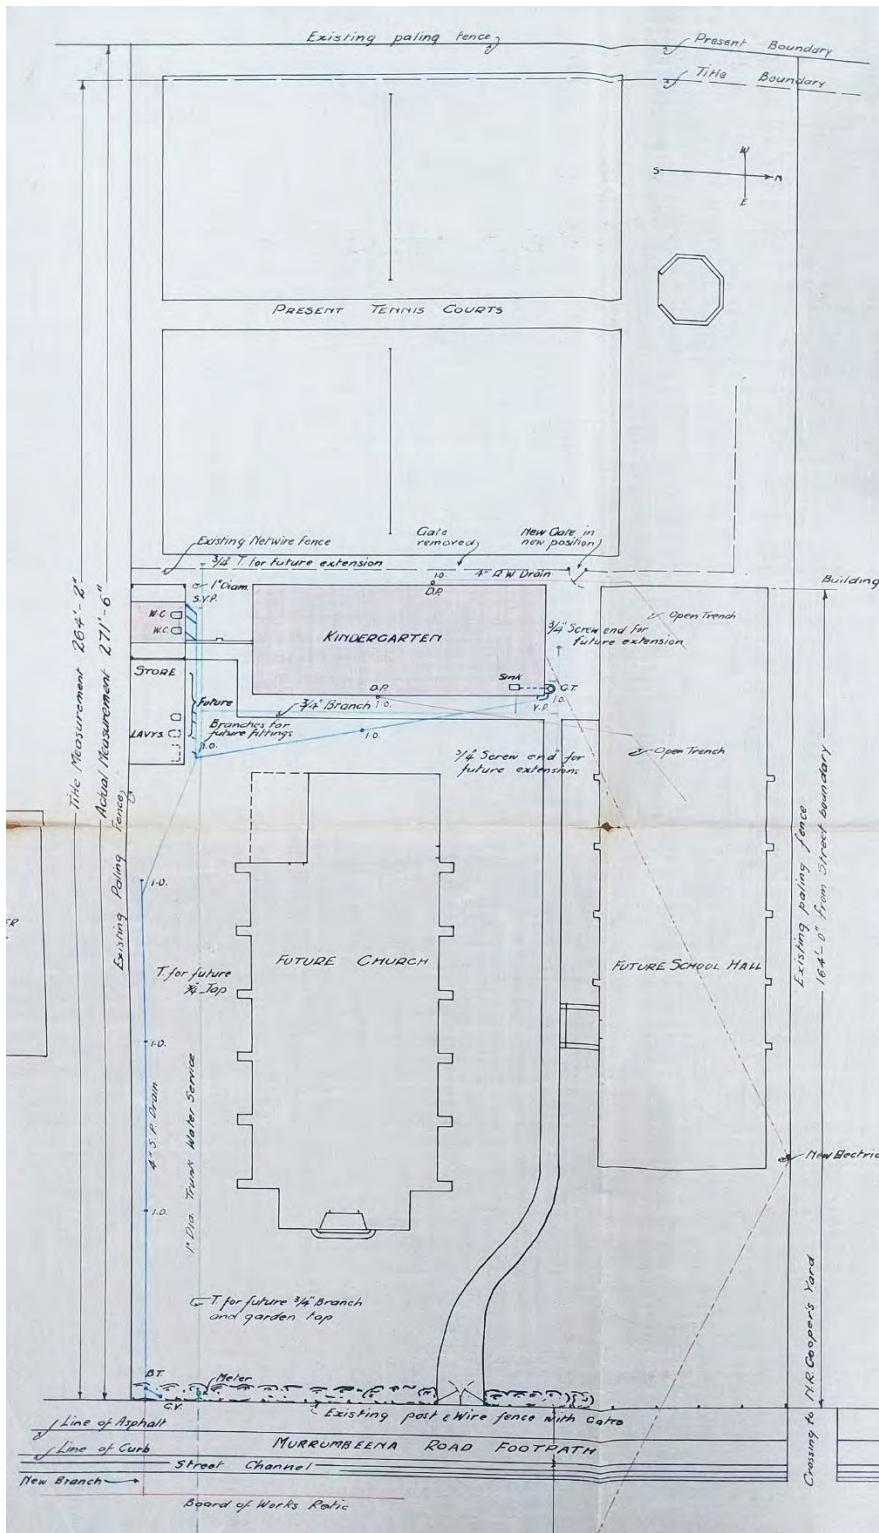 Existing paling fence
Present Boundary
Title Boundary
W
S
N
E
PRESENT TENNIS COURTS
Title Measurement 264'-2"
Actual Measurement 271'-6"
Existing Netwire fence
Gate
removed
New Gate in
new position
3/4" T. for future extension
I.O.
4" R.W Drain
1" Diam.
D.P.
Building
S.V.P.
W.C
W.C
KINDERGARTEN
Open Trench
3/4" Screw end for
future extension
STORE
Sink
G.T.
D.P.
I.O.
V.P.
I.O.
Future
3/4" Branch
Branches for
future fittings
LAVYS.
I.O.
I.O.
3/4" Screw end for
future extensions
Open Trench
Existing Paling Fence
I.O.
Existing paling fence
164'-0" from Street boundary
FUTURE CHURCH
FUTURE SCHOOL HALL
T. for future
3/4" Tap
I.O.
4" S.P. Drain
1" Dia. Trunk Water Service
New Electric
I.O.
T. for future 3/4" Branch
and garden tap
Crossing to N.R. Cooper's Yard
B.T.
Meter
G.V.
Existing post & Wire fence with Gates
Line of Asphalt
Line of Curb
MURRUMBEENA ROAD FOOTPATH
Street Channel
New Branch
Board of Works Retic